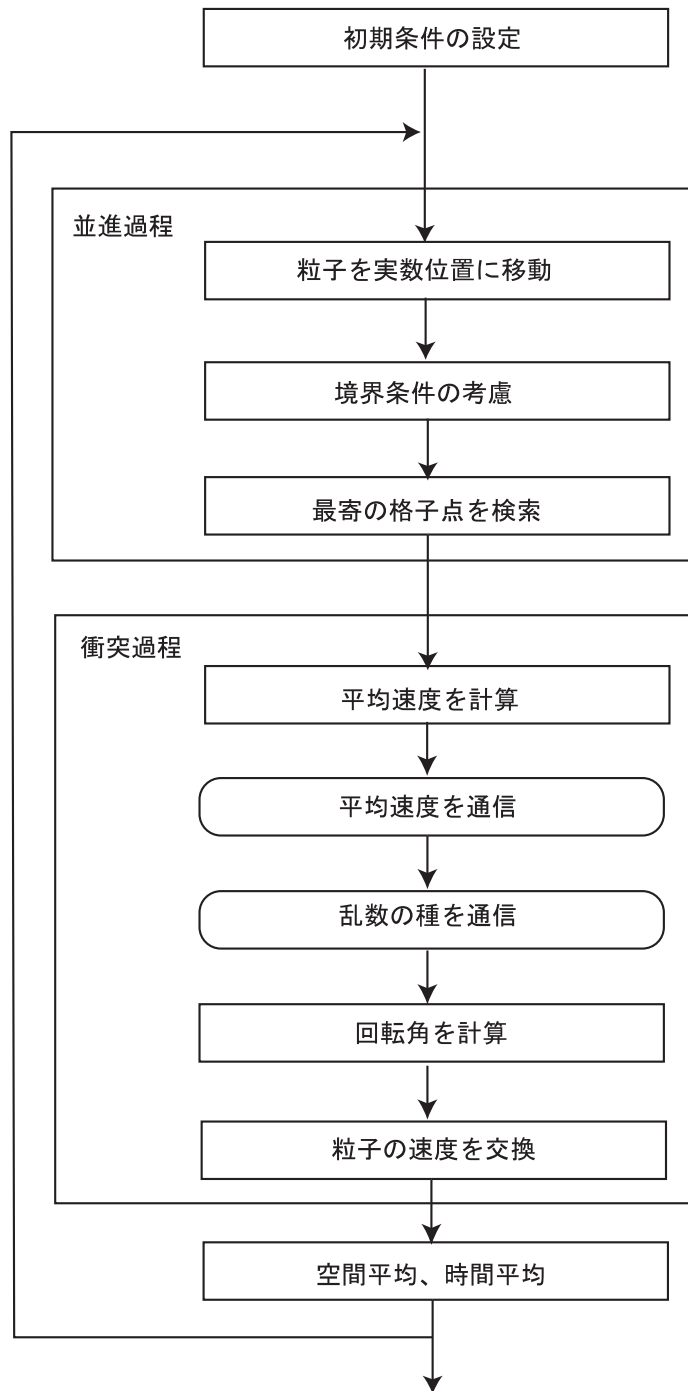 初期条件の設定
並進過程
粒子を実数位置に移動
境界条件の考慮
最寄の格子点を検索
衝突過程
平均速度を計算
平均速度を通信
乱数の種を通信
回転角を計算
粒子の速度を交換
空間平均、時間平均